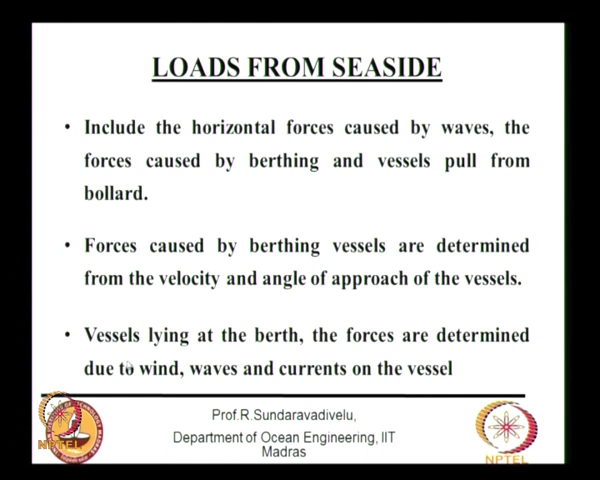 LOADS FROM SEASIDE
• Include the horizontal forces caused by waves, the
forces caused by berthing and vessels pull from
bollard.
• Forces caused by berthing vessels are determined
from the velocity and angle of approach of the vessels.
• Vessels lying at the berth, the forces are determined
due to wind, waves and currents on the vessel
Prof.R.Sundaravadivelu,
Department of Ocean Engineering, IIT
Madras
NPTEL
NPTEL